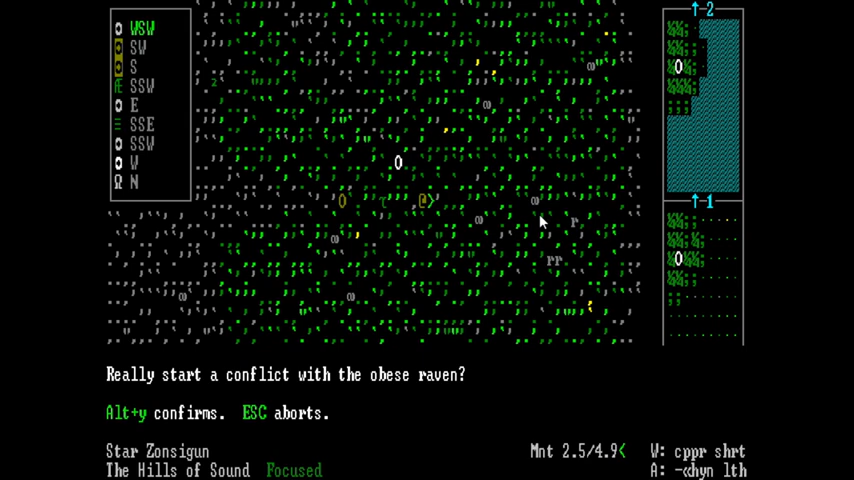 ↑2
WSW
SW
S
Æ SSW
E
≡ SSE
SSW
W
Ω N
↑1
Really start a conflict with the obese raven?
Alt+y confirms. ESC aborts.
Star Zonsigun
Mnt 2.5/4.9<
W: cppr shrt
The Hills of Sound Focused
A: -«hyn lth